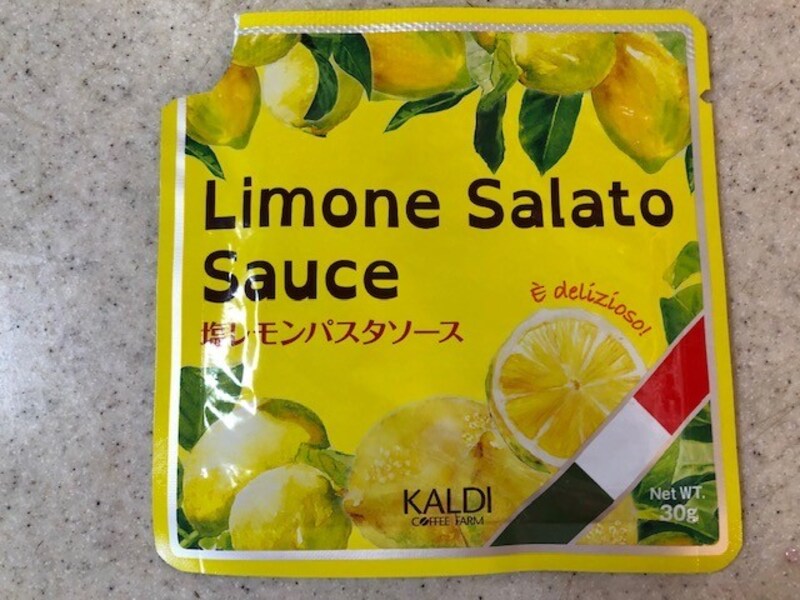 Limone Salato
Sauce
塩レモンパスタソース
È delizioso!
KALDI
COFFEE FARM
Net WT.
30g